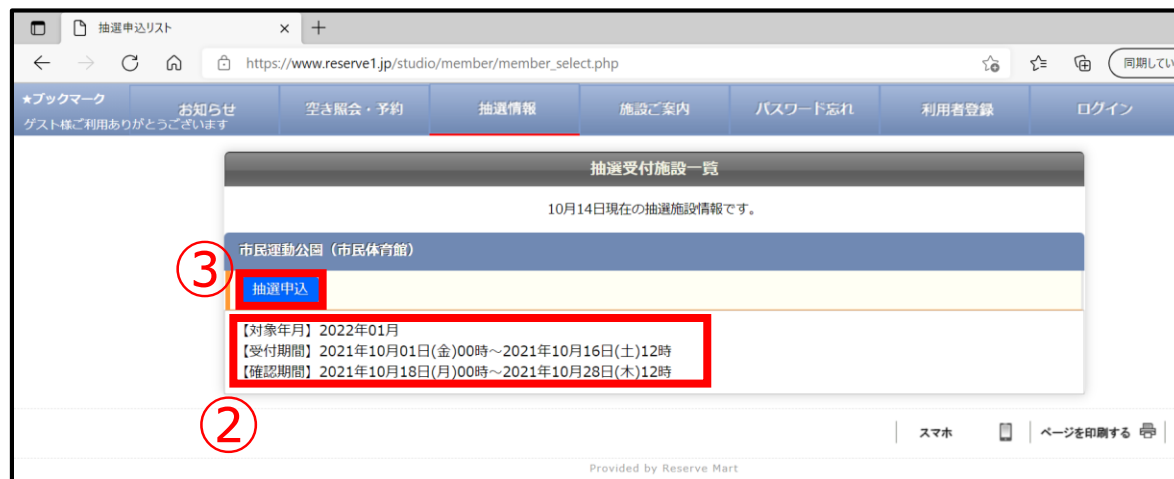 抽選申込リスト
https://www.reserve1.jp/studio/member/member_select.php
同期してい
★ブックマーク
ゲスト様ご利用ありがとうございます
お知らせ 空き照会・予約 抽選情報 施設ご案内 パスワード忘れ 利用者登録 ログイン
抽選受付施設一覧
10月14日現在の抽選施設情報です。
市民運動公園（市民体育館）
③
抽選申込
【対象年月】2022年01月
【受付期間】2021年10月01日(金)00時～2021年10月16日(土)12時
【確認期間】2021年10月18日(月)00時～2021年10月28日(木)12時
②
スマホ ページを印刷する
Provided by Reserve Mart